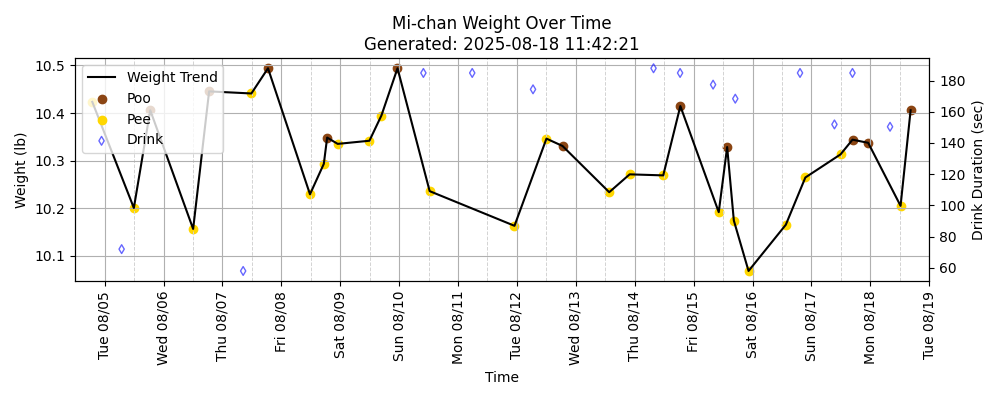 Mi-chan Weight Over Time
Generated: 2025-08-18 11:42:21
Weight (lb)
10.5
10.4
10.3
10.2
10.1
Weight Trend
Poo
Pee
Drink
180
160
140
120
100
80
60
Drink Duration (sec)
Tue 08/05
Wed 08/06
Thu 08/07
Fri 08/08
Sat 08/09
Sun 08/10
Mon 08/11
Tue 08/12
Wed 08/13
Thu 08/14
Fri 08/15
Sat 08/16
Sun 08/17
Mon 08/18
Tue 08/19
Time